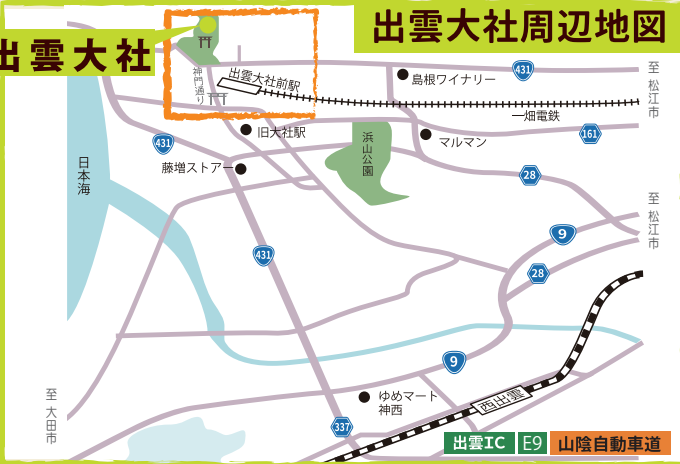 出雲大社周辺地図
出雲大社
神門通り
出雲大社前駅
島根ワイナリー
431
至 松江市
一畑電鉄
旧大社駅
浜山公園
マルマン
161
431
藤増ストアー
28
日本海
至 松江市
9
431
28
9
至 大田市
ゆめマート
神西
西出雲
337
出雲IC
E9
山陰自動車道